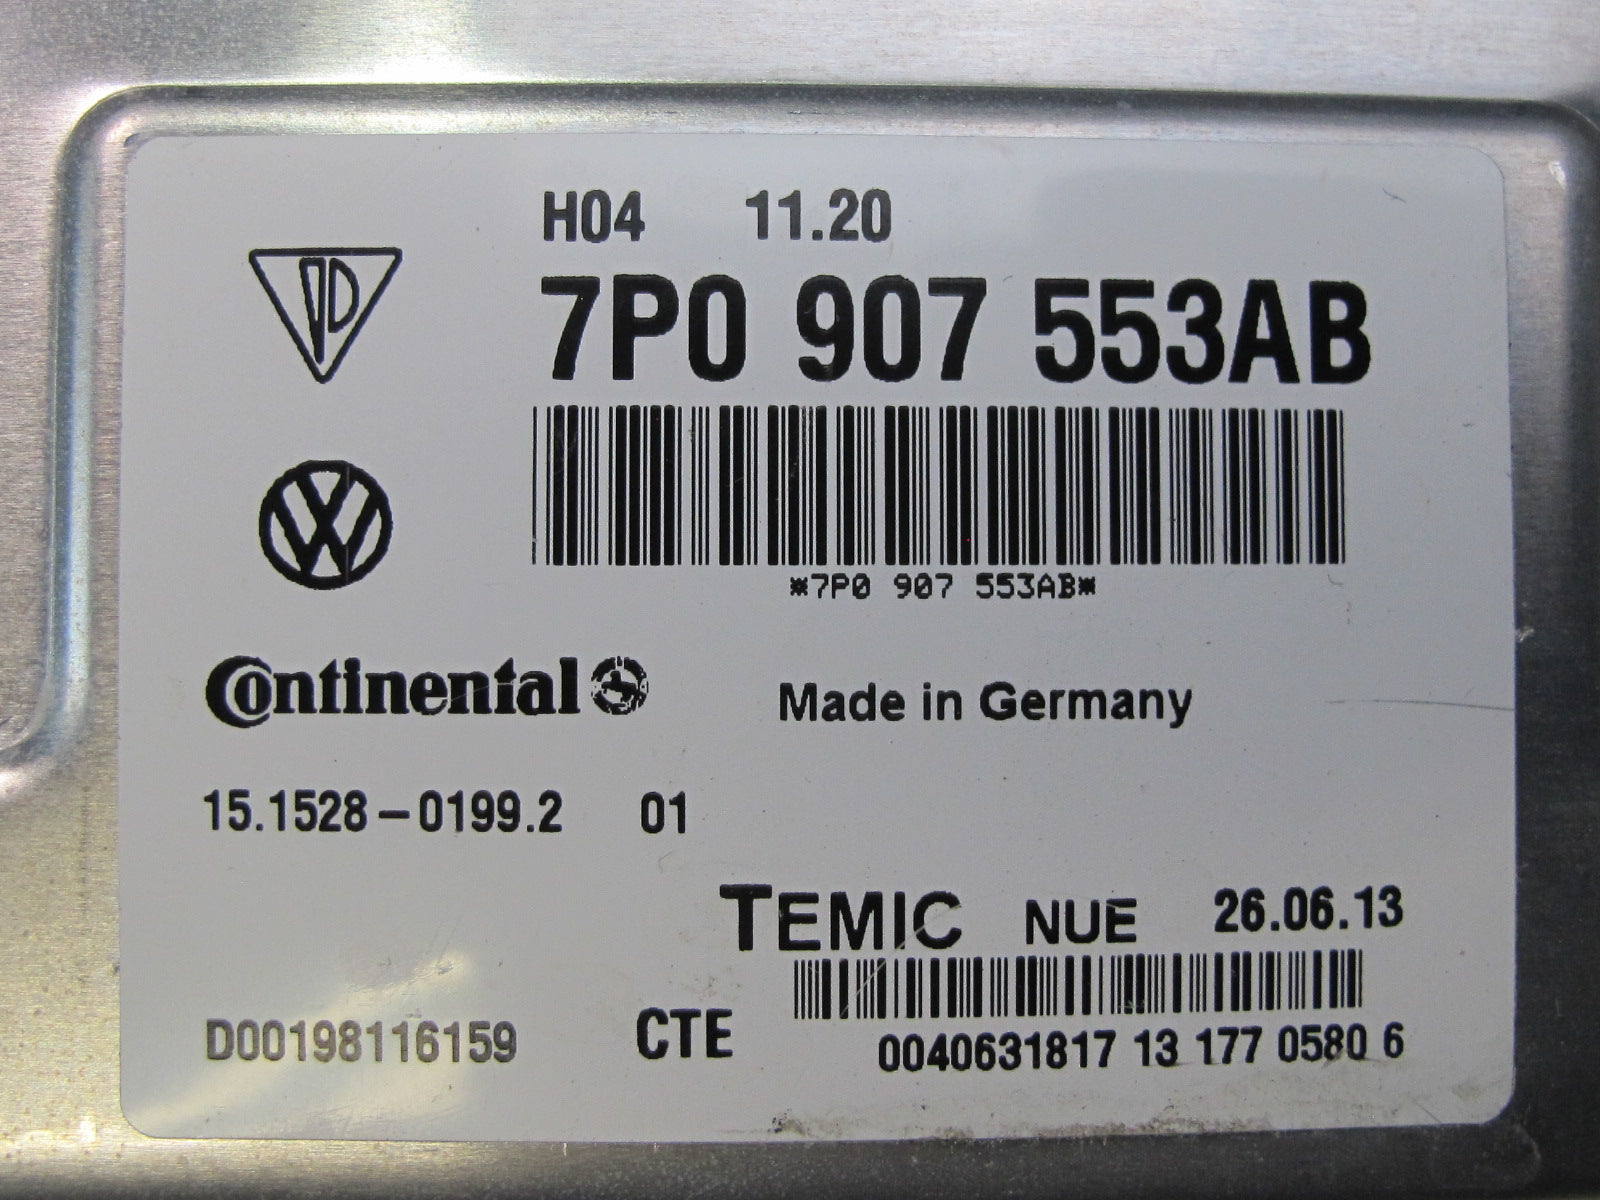 H04 11.20
7P0 907 553AB
*7P0 907 553AB*
Continental
Made in Germany
15.1528-0199.2 01
TEMIC NUE 26.06.13
D00198116159 CTE
0040631817 13 177 0580 6